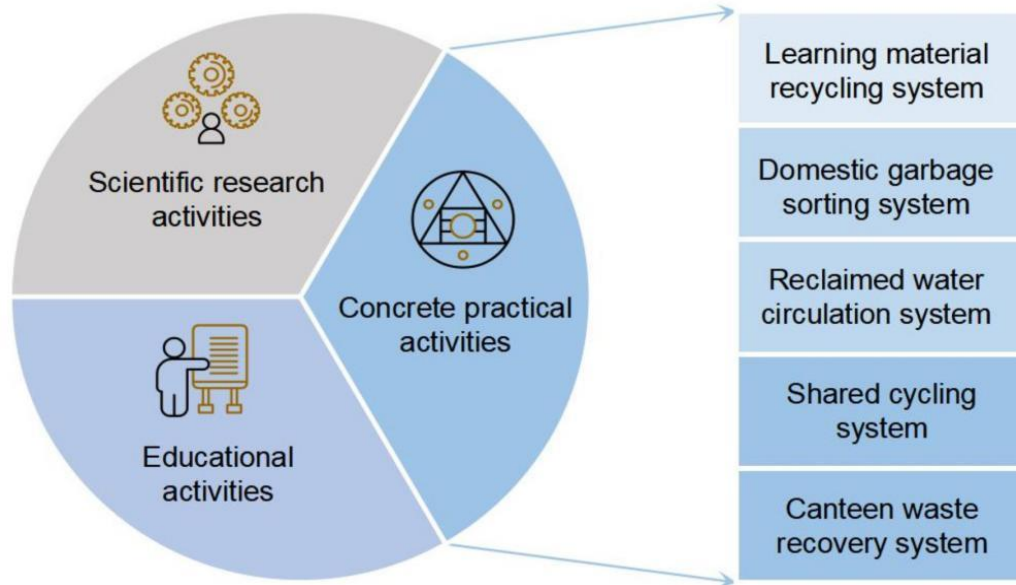 Scientific research
activities
Concrete practical
activities
Educational
activities
Learning material
recycling system
Domestic garbage
sorting system
Reclaimed water
circulation system
Shared cycling
system
Canteen waste
recovery system